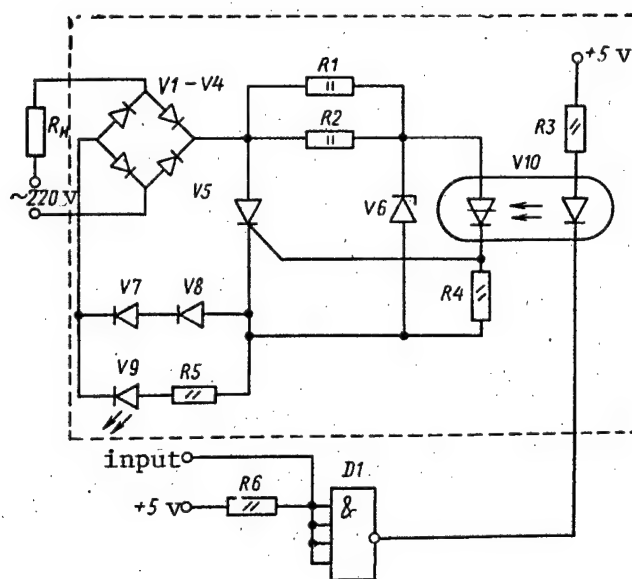 +5 v
V1-V4
R1
Rн
R2
R3
V10
~220 v
V5
V6
R4
V7
V8
V9
R5
input
D1
+5 v
R6
&